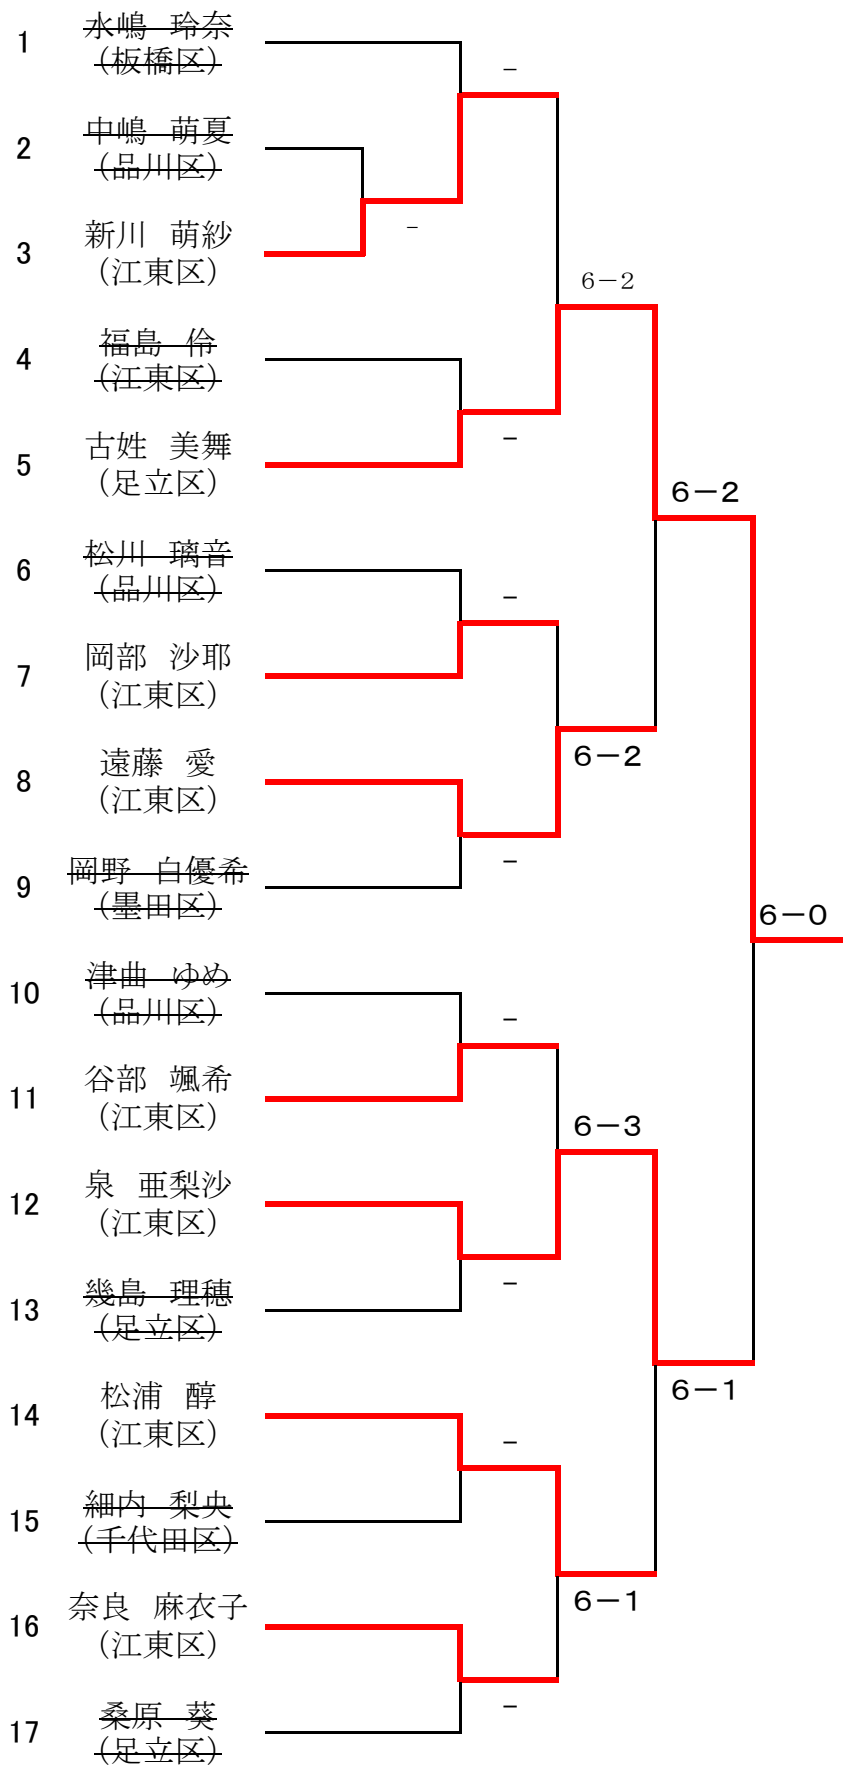 1 水嶋 玲奈
(板橋区)
-
2 中嶋 萌夏
(品川区)
-
3 新川 萌紗
(江東区)
6-2
4 福島 伶
(江東区)
-
5 古姓 美舞
(足立区)
6-2
6 松川 璃音
(品川区)
-
7 岡部 沙耶
(江東区)
6-2
8 遠藤 愛
(江東区)
-
9 岡野 白優希
(墨田区)
6-0
10 津曲 ゆめ
(品川区)
-
11 谷部 颯希
(江東区)
6-3
12 泉 亜梨沙
(江東区)
-
13 幾島 理穂
(足立区)
6-1
14 松浦 醇
(江東区)
-
15 細内 梨央
(千代田区)
6-1
16 奈良 麻衣子
(江東区)
-
17 桑原 葵
(足立区)